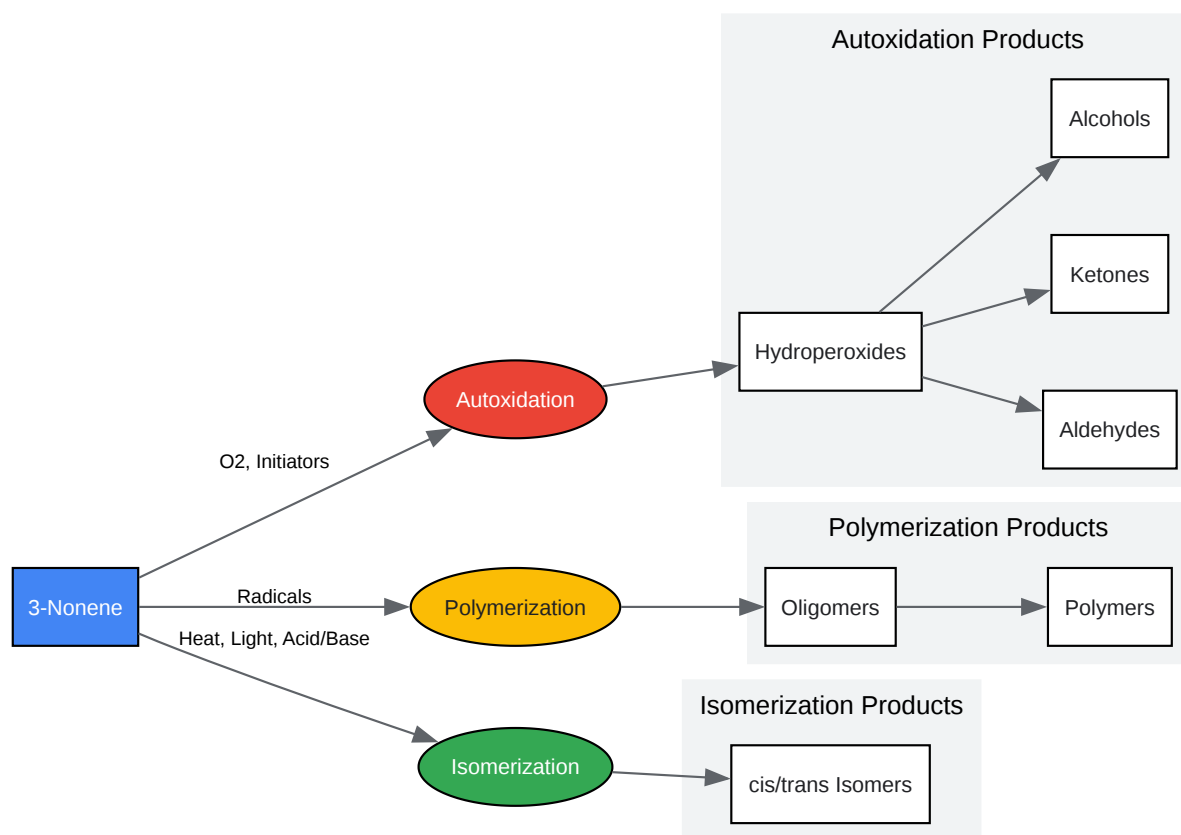 Autoxidation Products
Alcohols
Ketones
Hydroperoxides
Autoxidation
Aldehydes
O2, Initiators
Polymerization Products
3-Nonene
Radicals
Polymerization
Oligomers
Polymers
Heat, Light, Acid/Base
Isomerization Products
Isomerization
cis/trans Isomers